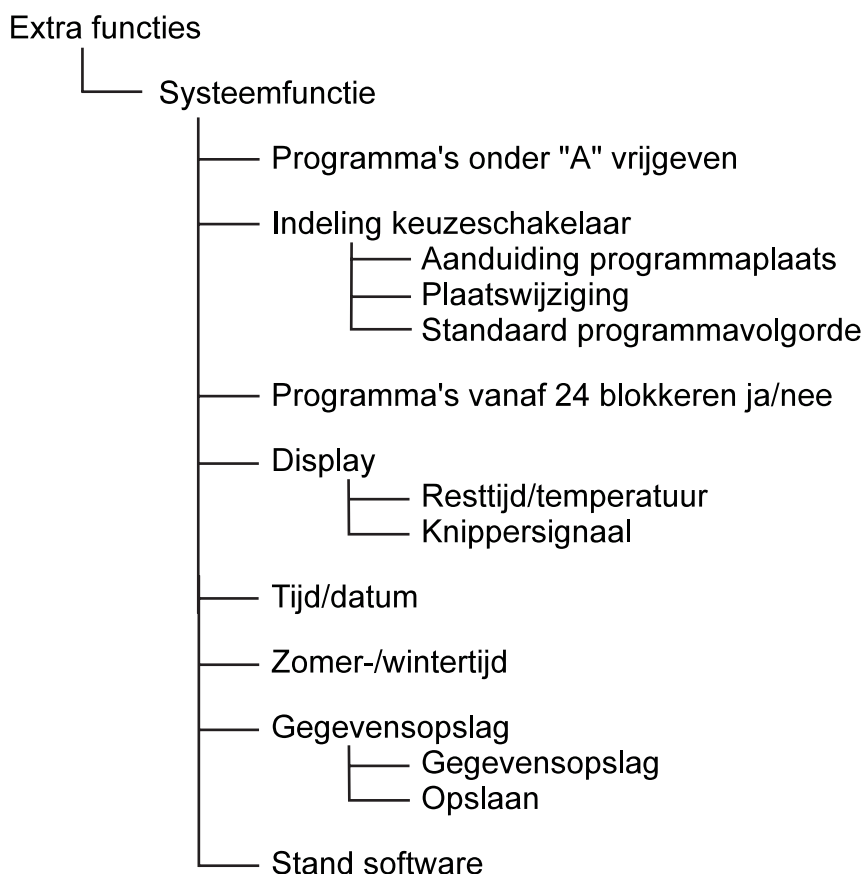 Extra functies
Systeemfunctie
Programma's onder "A" vrijgeven
Indeling keuzeschakelaar
Aanduiding programmaplaats
Plaatswijziging
Standaard programmavolgorde
Programma's vanaf 24 blokkeren ja/nee
Display
Resttijd/temperatuur
Knippersignaal
Tijd/datum
Zomer-/wintertijd
Gegevensopslag
Gegevensopslag
Opslaan
Stand software